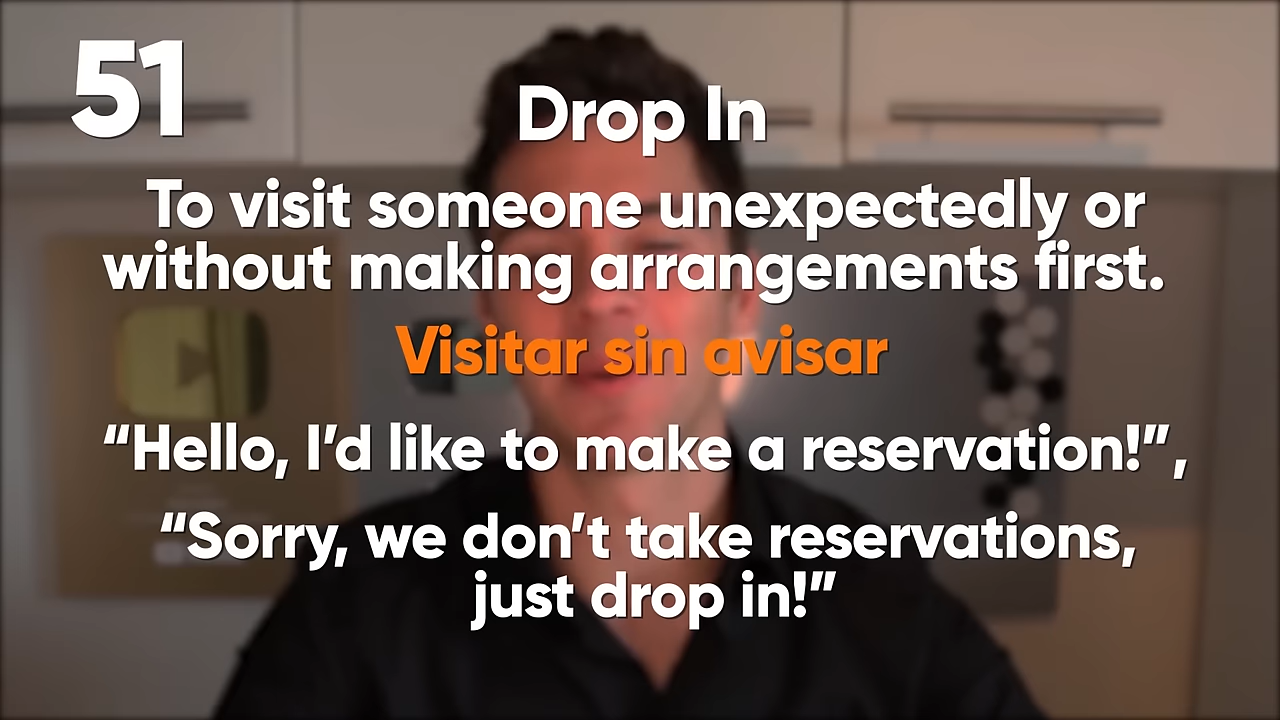 51
Drop In
To visit someone unexpectedly or
without making arrangements first.
Visitar sin avisar
“Hello, I’d like to make a reservation!”,
“Sorry, we don’t take reservations,
just drop in!”